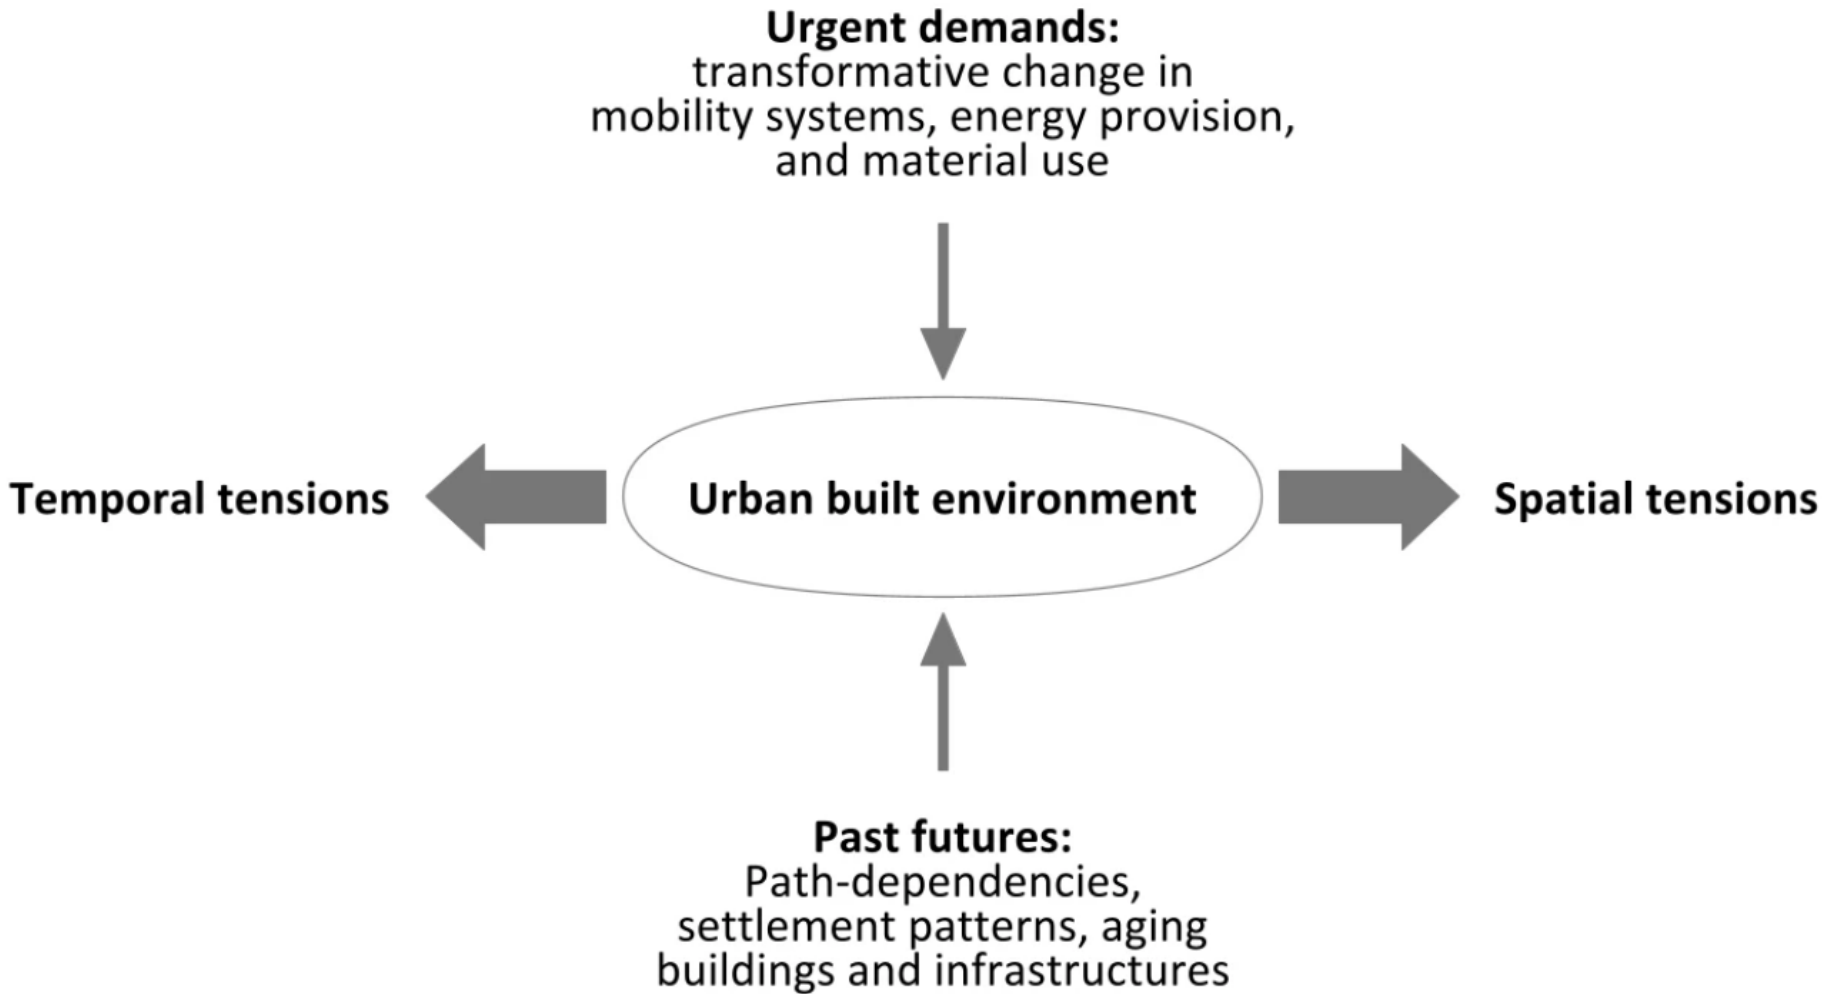 Urgent demands:
transformative change in
mobility systems, energy provision,
and material use
Temporal tensions
Urban built environment
Spatial tensions
Past futures:
Path-dependencies,
settlement patterns, aging
buildings and infrastructures